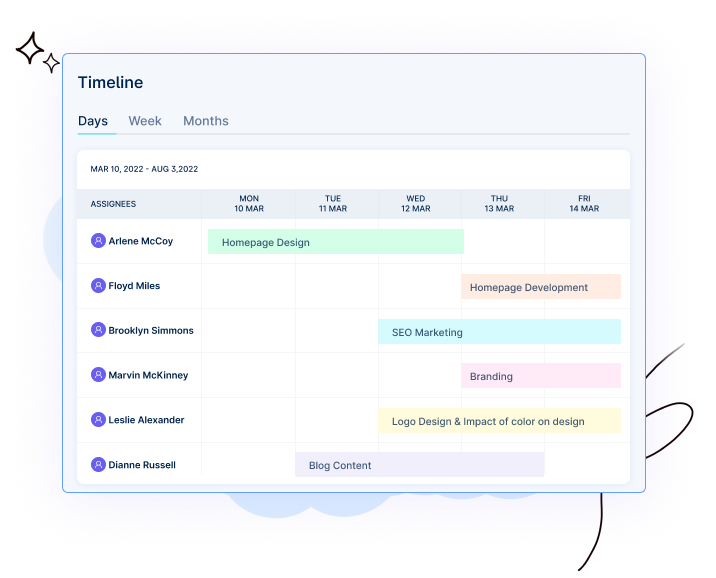 Timeline
Days Week Months
MAR 10, 2022 - AUG 3,2022
ASSIGNEES
MON
10 MAR
TUE
11 MAR
WED
12 MAR
THU
13 MAR
FRI
14 MAR
Arlene McCoy
Homepage Design
Floyd Miles
Homepage Development
Brooklyn Simmons
SEO Marketing
Marvin McKinney
Branding
Leslie Alexander
Logo Design & Impact of color on design
Dianne Russell
Blog Content